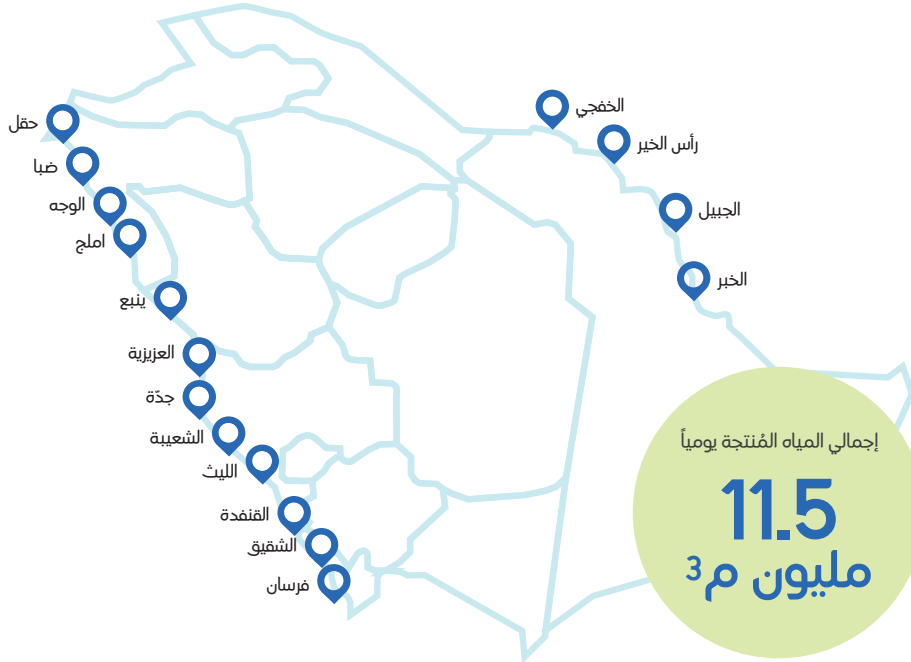 الخفجي
رأس الخير
الجبيل
الخبر
حقل
ضبا
الوجه
املج
ينبع
العزيزية
جدّة
الشعيبة
الليث
القنفدة
الشقيق
فرسان
إجمالي المياه المُنتجة يومياً
11.5
مليون م3